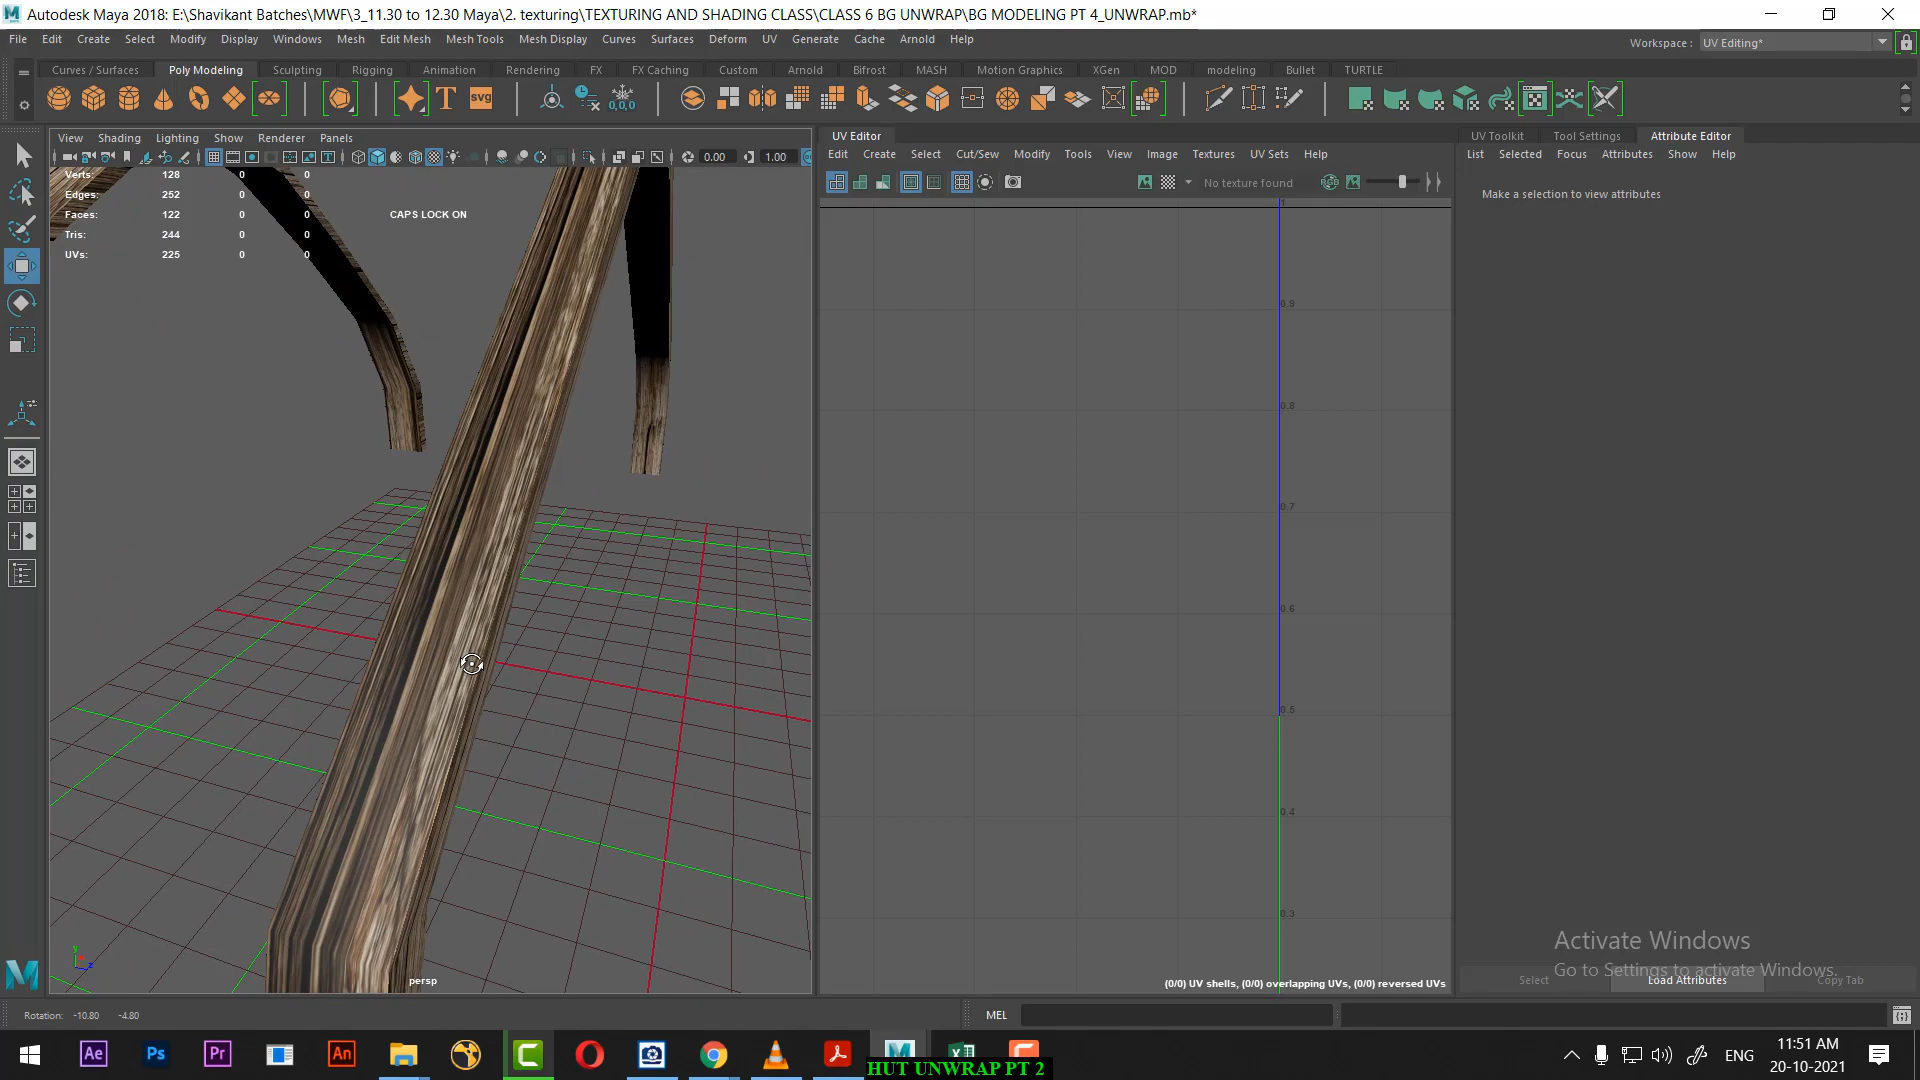 Autodesk Maya 2018: E:\Shavikant Batches\MWF\3_11.30 to 12.30 Maya\2. texturing\TEXTURING AND SHADING CLASS\CLASS 6 BG UNWRAP\BG MODELING PT 4_UNWRAP.mb*
File Edit Create Select Modify Display Windows Mesh Edit Mesh Mesh Tools Mesh Display Curves Surfaces Deform UV Generate Cache Arnold Help
Workspace : UV Editing*
Curves / Surfaces Poly Modeling Sculpting Rigging Animation Rendering FX FX Caching Custom Arnold Bifrost MASH Motion Graphics XGen MOD modeling Bullet TURTLE
T svg 0,0,0
View Shading Lighting Show Renderer Panels
0.00 1.00
Verts: 128 0 0
Edges: 252 0 0
Faces: 122 0 0
Tris: 244 0 0
UVs: 225 0 0
CAPS LOCK ON
persp
y z
UV Editor
Edit Create Select Cut/Sew Modify Tools View Image Textures UV Sets Help
No texture found
RGB
1
0.9
0.8
0.7
0.6
0.5
0.4
0.3
(0/0) UV shells, (0/0) overlapping UVs, (0/0) reversed UVs
UV Toolkit Tool Settings Attribute Editor
List Selected Focus Attributes Show Help
Make a selection to view attributes
Activate Windows
Go to Settings to activate Windows.
Select Load Attributes Copy Tab
Rotation: -10.80 -4.80
MEL
Ae Ps Pr An
HUT UNWRAP PT 2
ENG
11:51 AM
20-10-2021